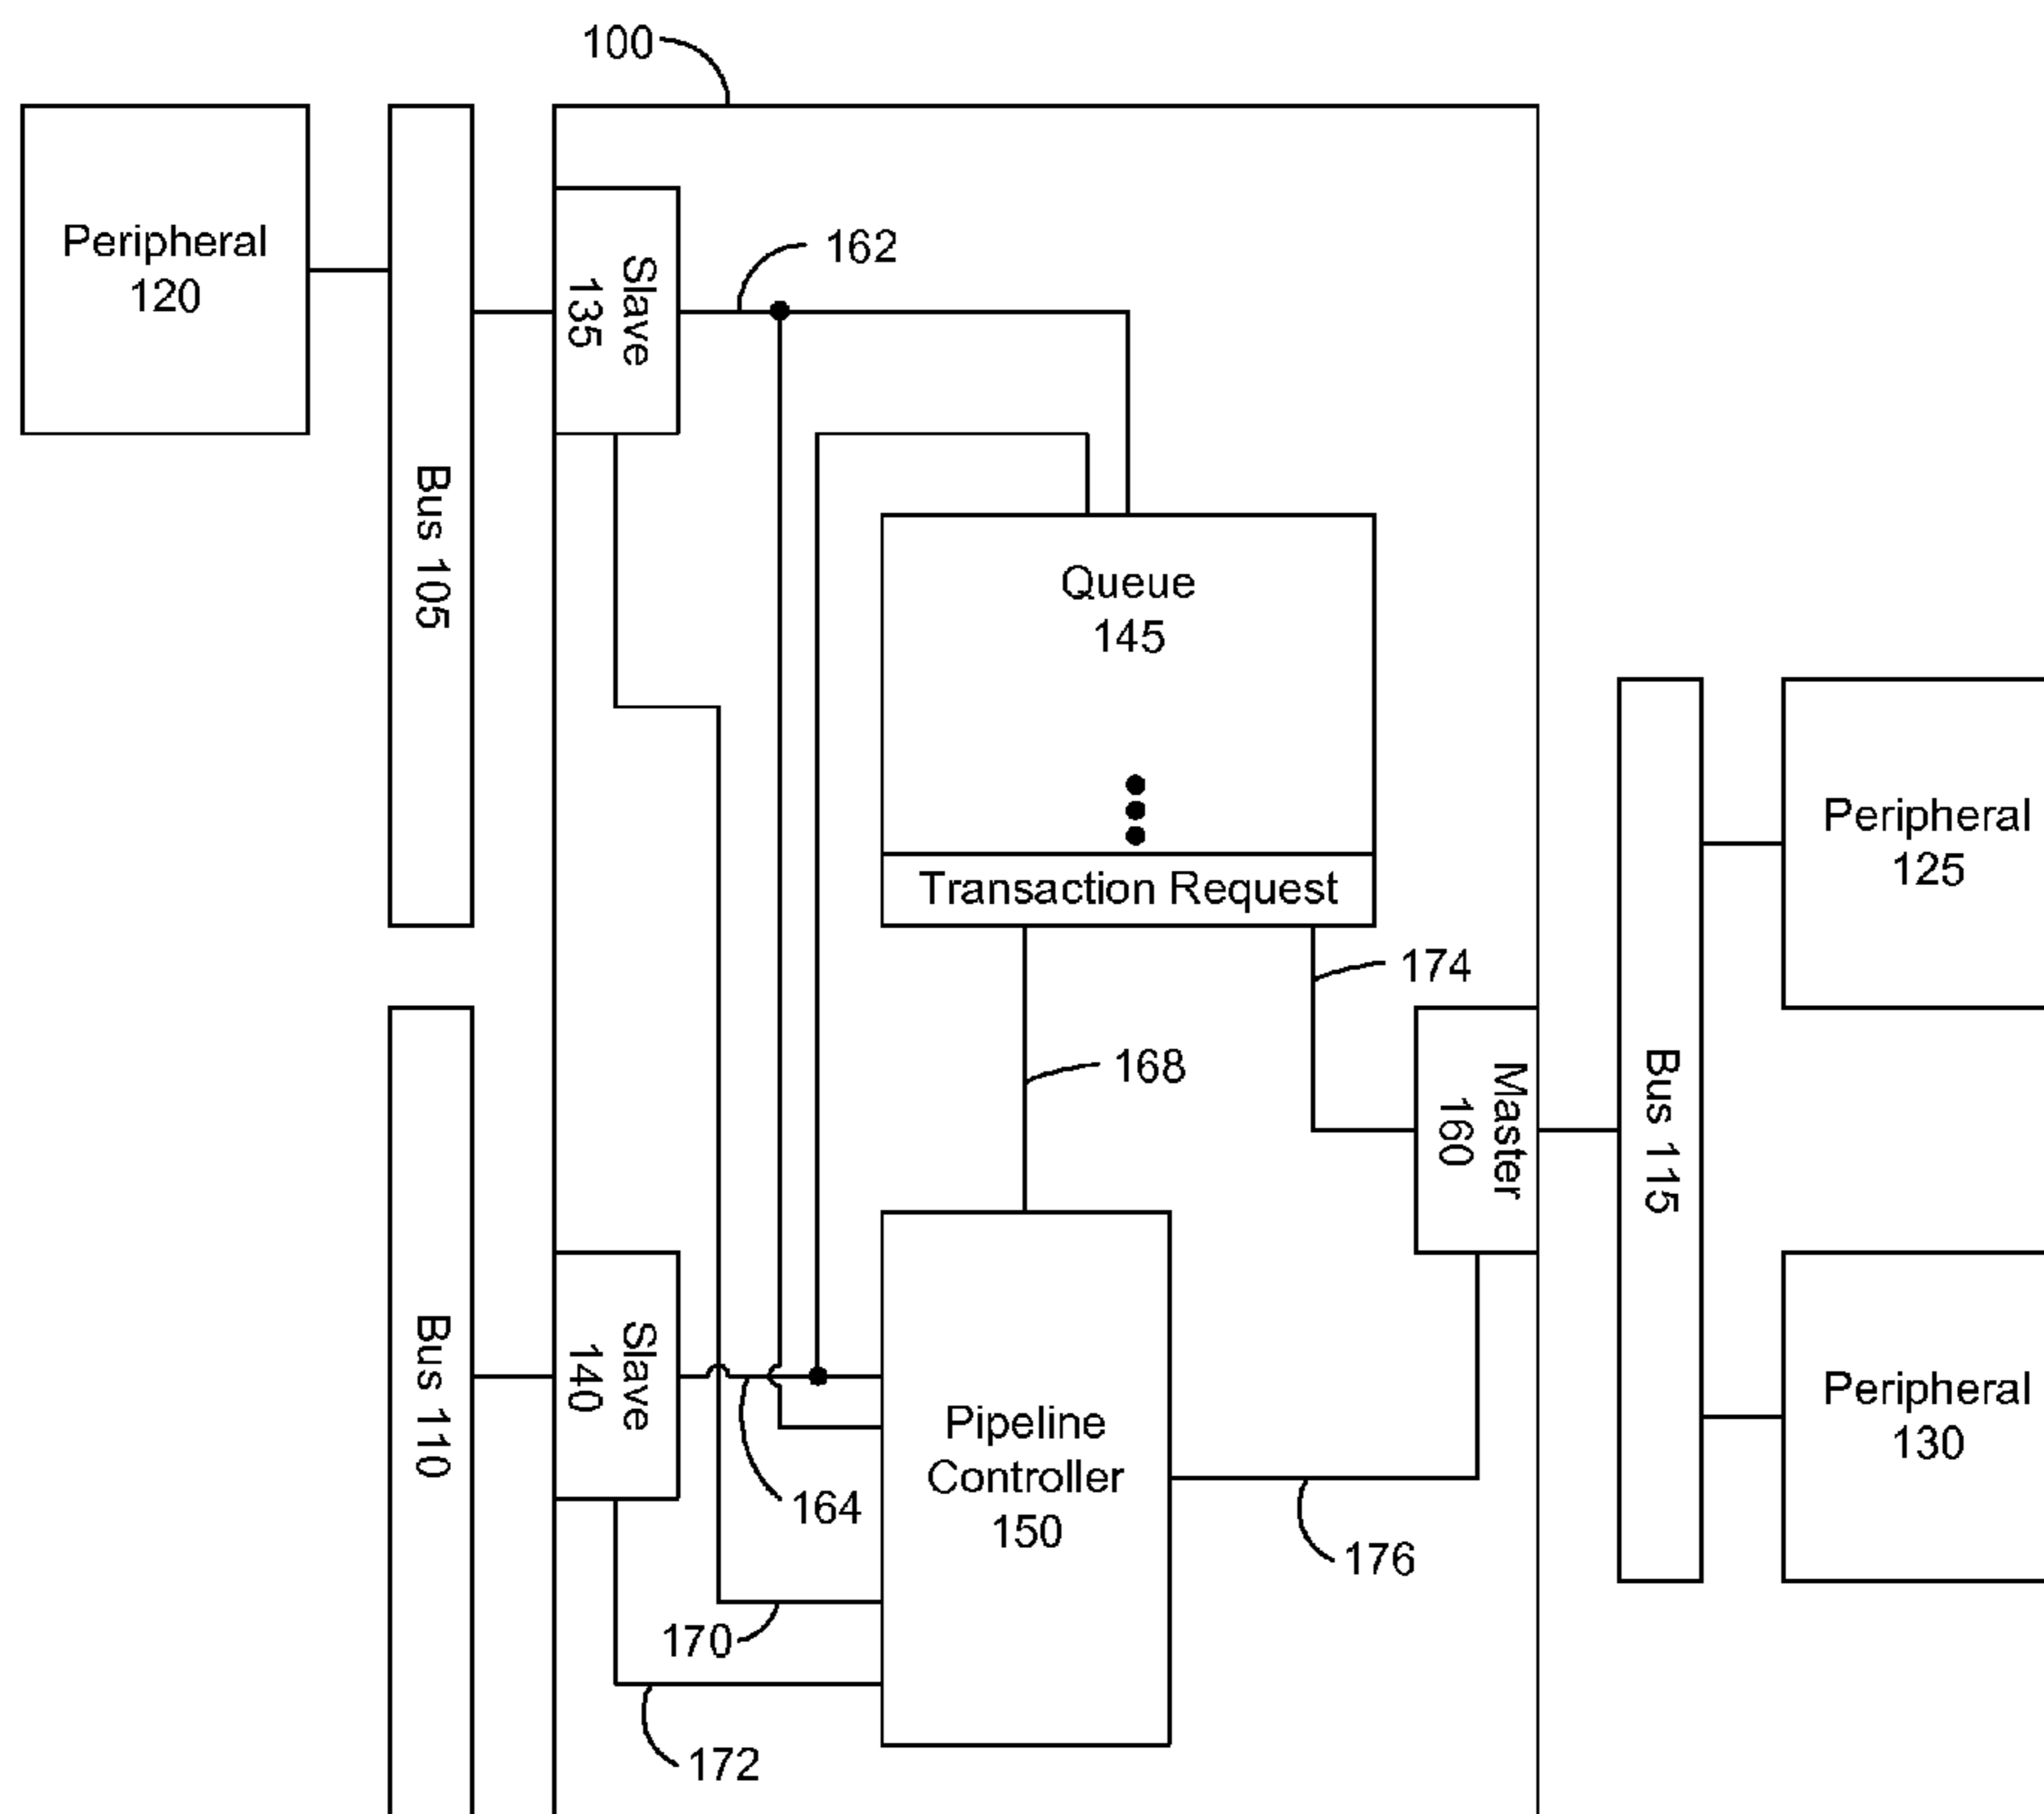 100
Peripheral
120
Slave
135
162
Bus 105
Queue
145
Transaction Request
Peripheral
125
174
168
Master
160
Bus 115
Bus 110
Slave
140
164
Pipeline
Controller
150
Peripheral
130
176
170
172